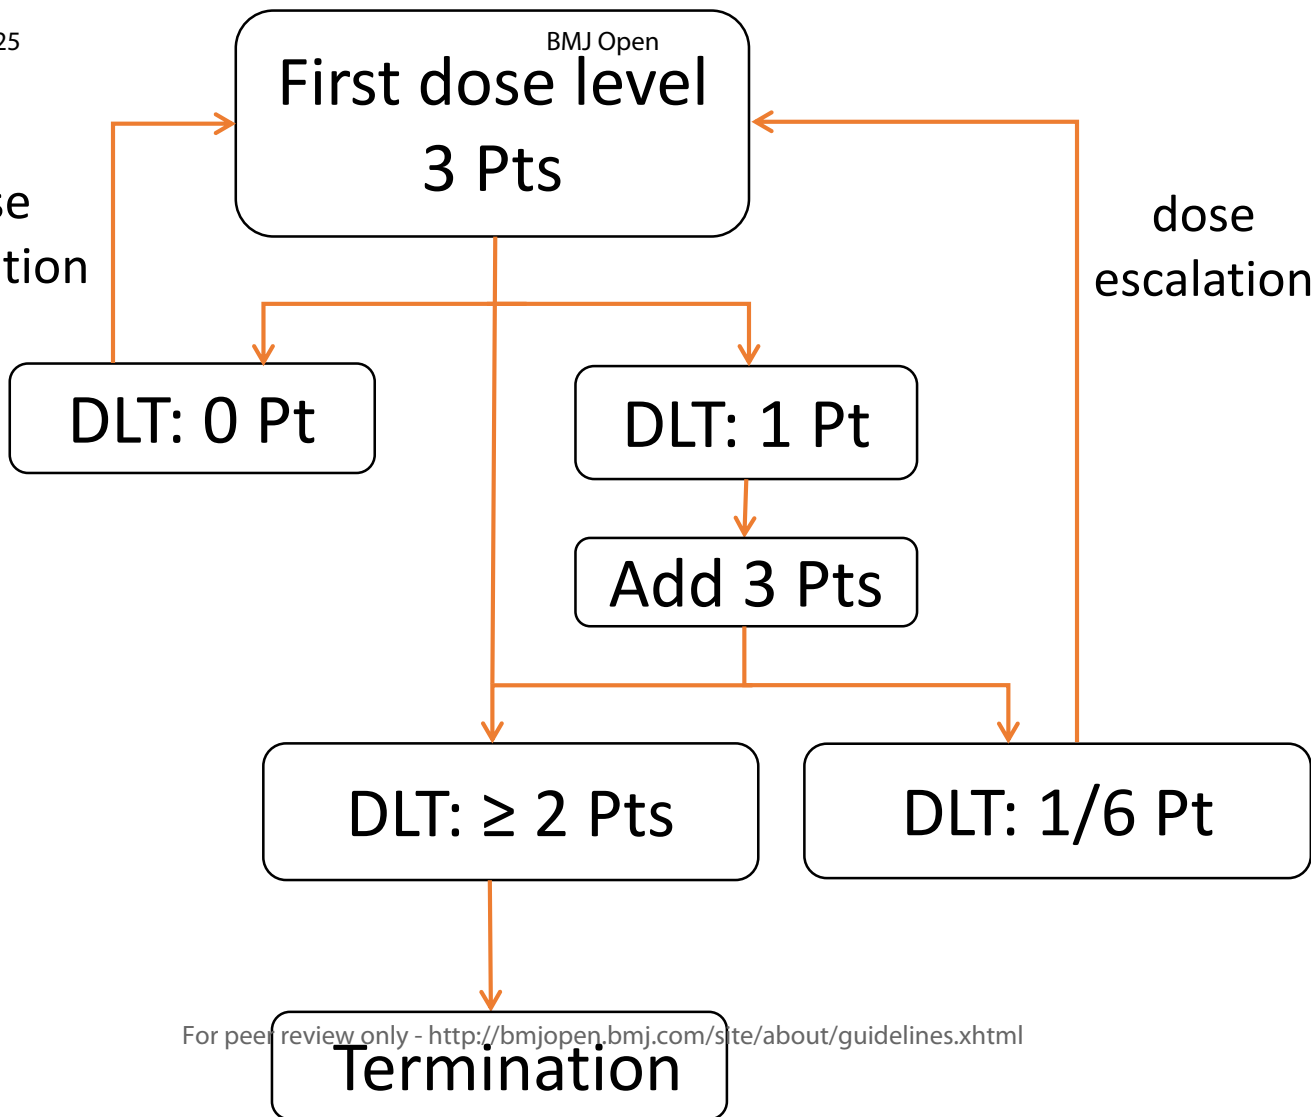 25
BMJ Open
First dose level
3 Pts
dose
escalation
DLT: 0 Pt
DLT: 1 Pt
Add 3 Pts
DLT: ≥ 2 Pts
DLT: 1/6 Pt
For peer review only - http://bmjopen.bmj.com/site/about/guidelines.xhtml
Termination